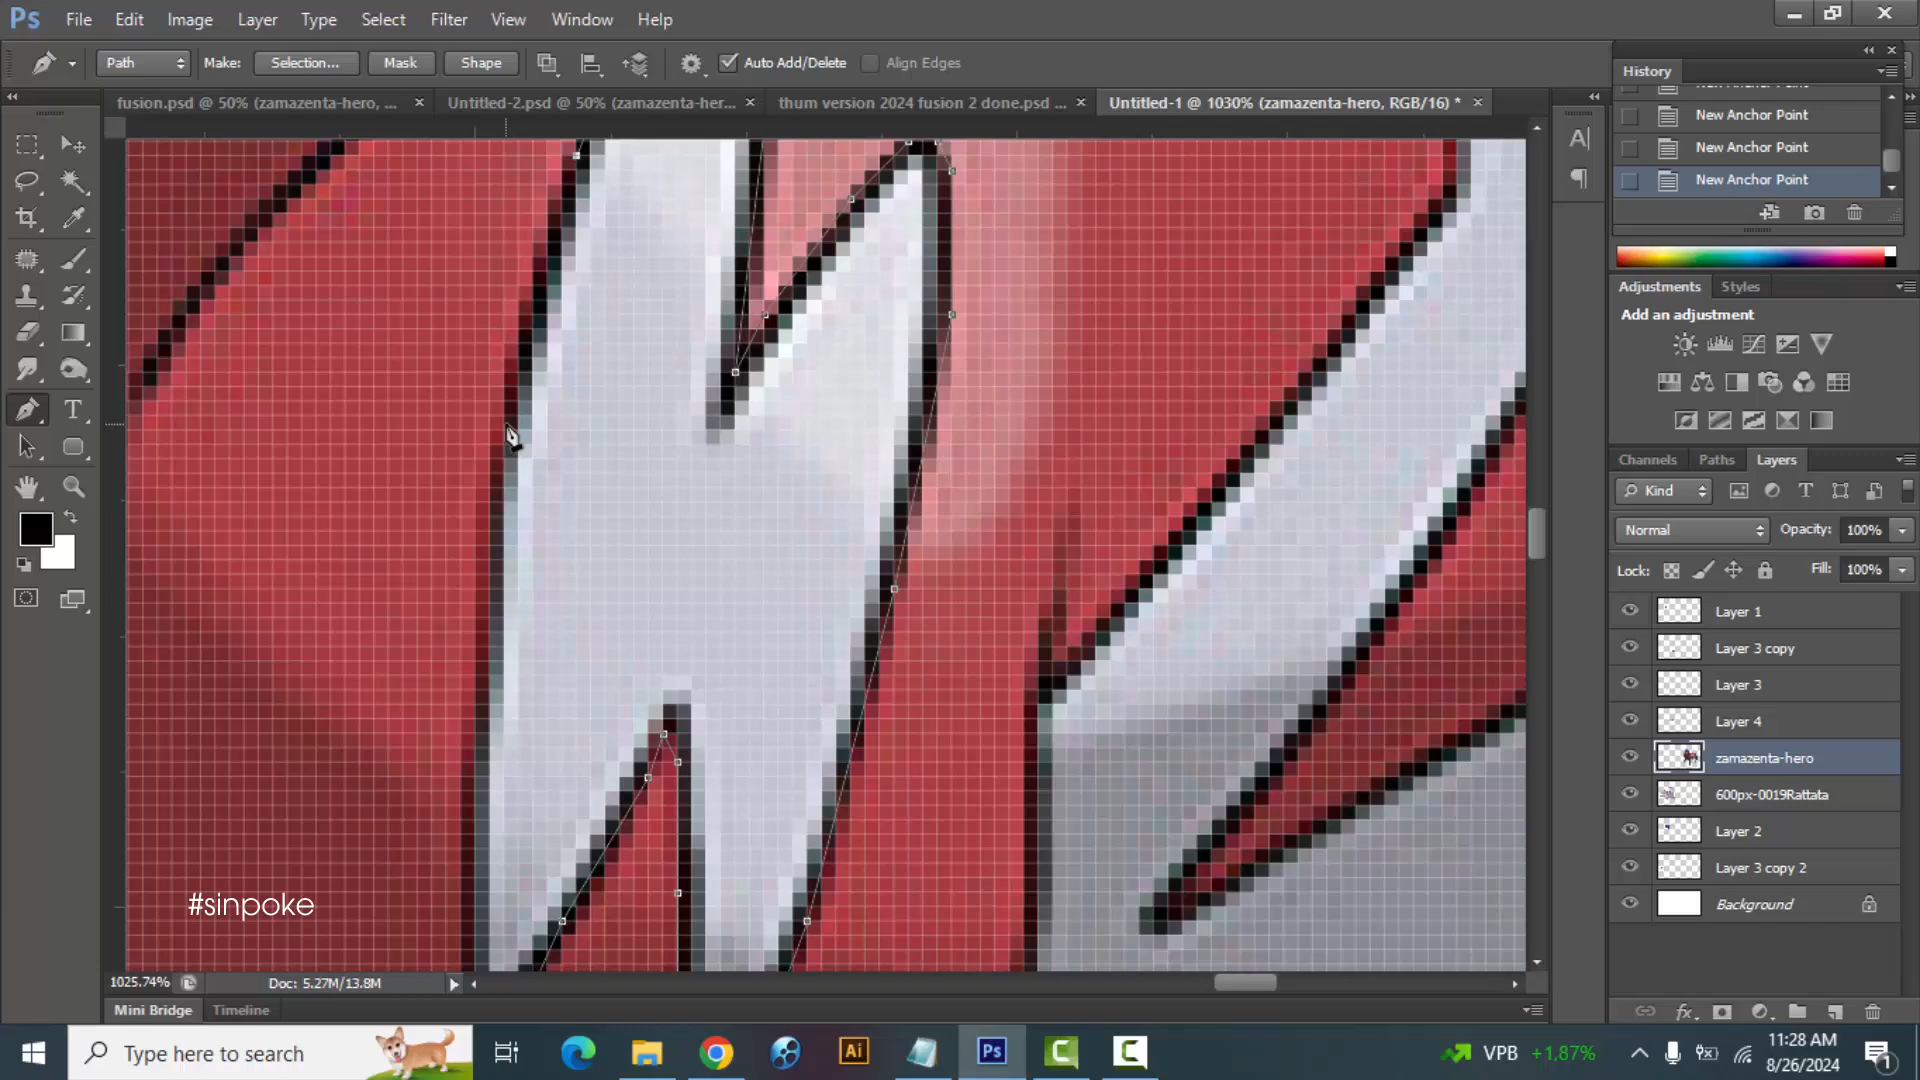 Ps File Edit Image Layer Type Select Filter View Window Help
Path Make: Selection... Mask Shape Auto Add/Delete Align Edges
History
fusion.psd @ 50% (zamazenta-hero, ... × Untitled-2.psd @ 50% (zamazenta-her... × thum version 2024 fusion 2 done.psd ... × Untitled-1 @ 1030% (zamazenta-hero, RGB/16) * ×
New Anchor Point
New Anchor Point
New Anchor Point
Adjustments Styles
Add an adjustment
Channels Paths Layers
Kind
Normal Opacity: 100%
Lock: Fill: 100%
Layer 1
Layer 3 copy
Layer 3
Layer 4
zamazenta-hero
600px-0019Rattata
Layer 2
Layer 3 copy 2
Background
#sinpoke
1025.74% Doc: 5.27M/13.8M
Mini Bridge Timeline
Type here to search
Ai Ps
VPB +1,87%
11:28 AM
8/26/2024
1